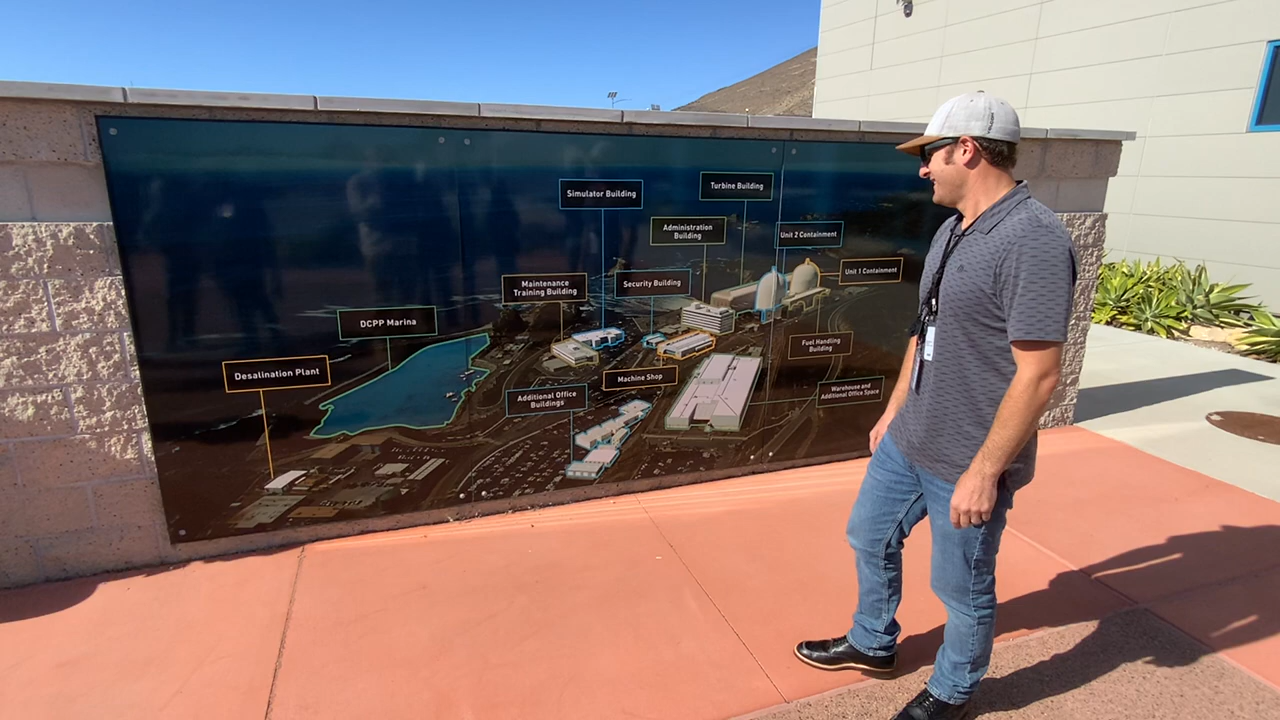 Simulator Building
Turbine Building
Administration
Building
Unit 2 Containment
Unit 1 Containment
Maintenance
Training Building
Security Building
DCPP Marina
Fuel Handling
Building
Desalination Plant
Machine Shop
Additional Office
Buildings
Warehouse and
Additional Office Space